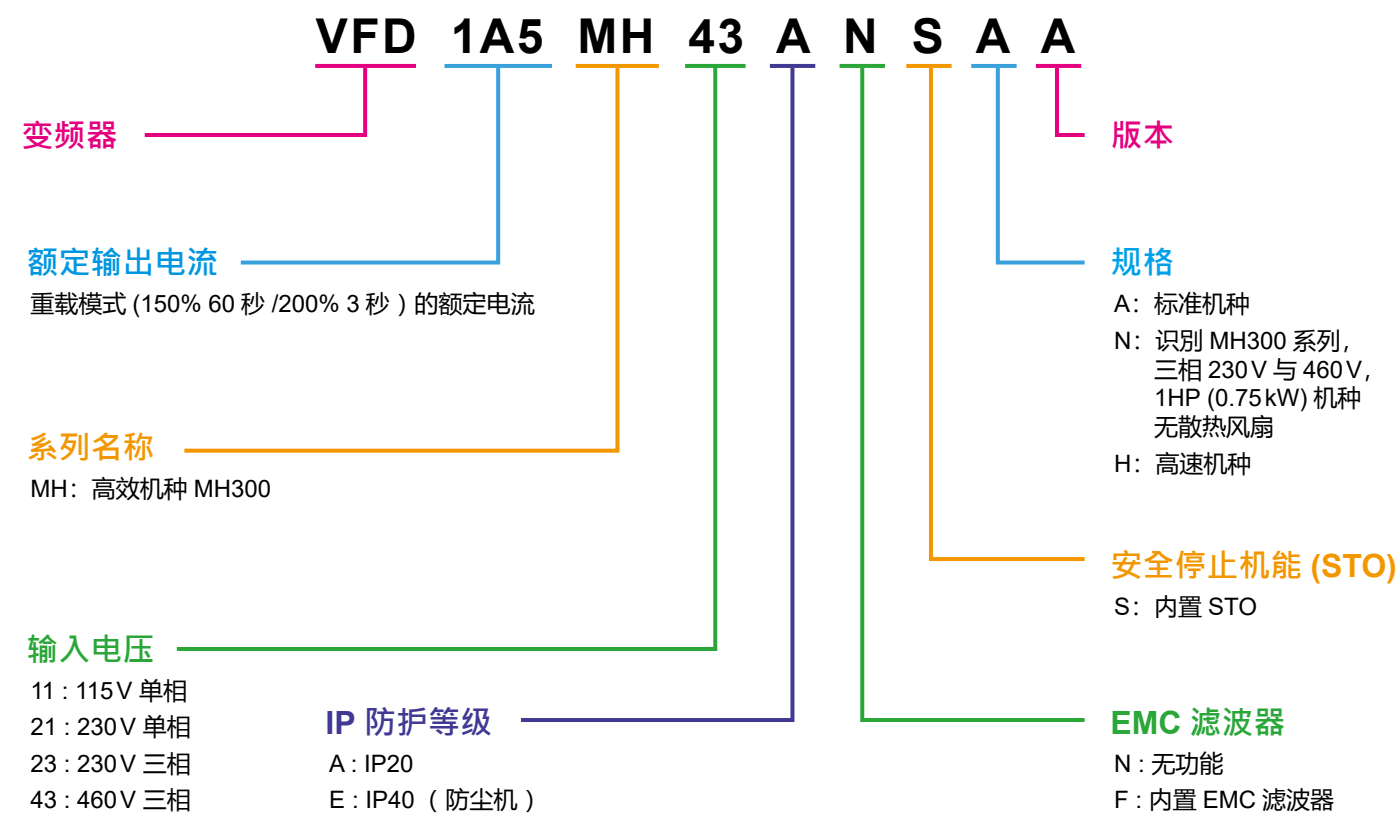 VFD 1A5 MH 43 A N S A A
变频器
版本
额定输出电流
重载模式 (150% 60 秒 /200% 3 秒 ) 的额定电流
规格
A：标准机种
N：识别 MH300 系列，
三相 230V 与 460V，
1HP (0.75kW) 机种
无散热风扇
H：高速机种
系列名称
MH：高效机种 MH300
安全停止机能 (STO)
S：内置 STO
输入电压
11 : 115V 单相
21 : 230V 单相
23 : 230V 三相
43 : 460V 三相
IP 防护等级
A : IP20
E : IP40 （ 防尘机 ）
EMC 滤波器
N : 无功能
F : 内置 EMC 滤波器